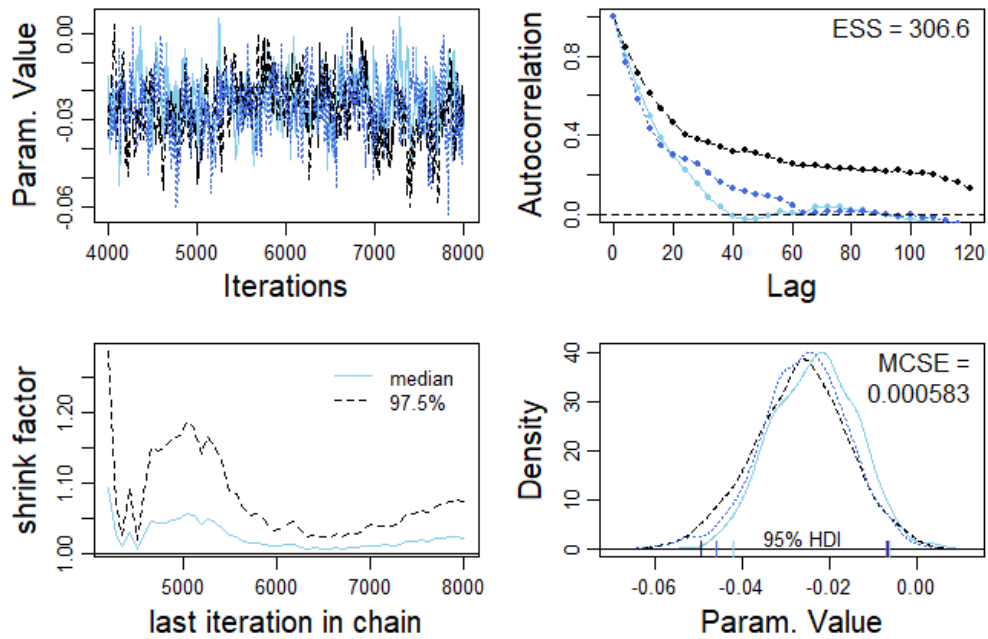 Param. Value
0.00
-0.03
-0.06
4000 5000 6000 7000 8000
Iterations
Autocorrelation
0.8
0.4
0.0
ESS = 306.6
0 20 40 60 80 100 120
Lag
shrink factor
1.20
1.10
1.00
median
97.5%
5000 6000 7000 8000
last iteration in chain
Density
40
30
20
10
0
MCSE =
0.000583
95% HDI
-0.06 -0.04 -0.02 0.00
Param. Value